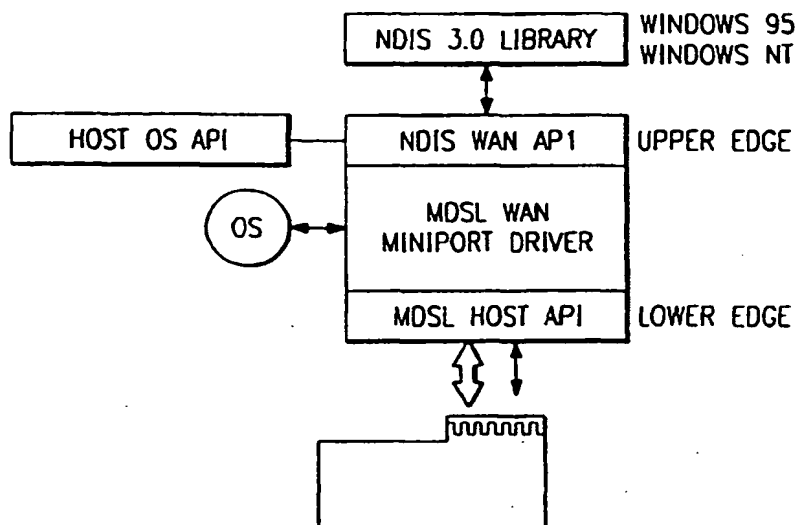 NDIS 3.0 LIBRARY
WINDOWS 95
WINDOWS NT
HOST OS API
NDIS WAN AP1
UPPER EDGE
OS
MDSL WAN
MINIPORT DRIVER
MDSL HOST API
LOWER EDGE